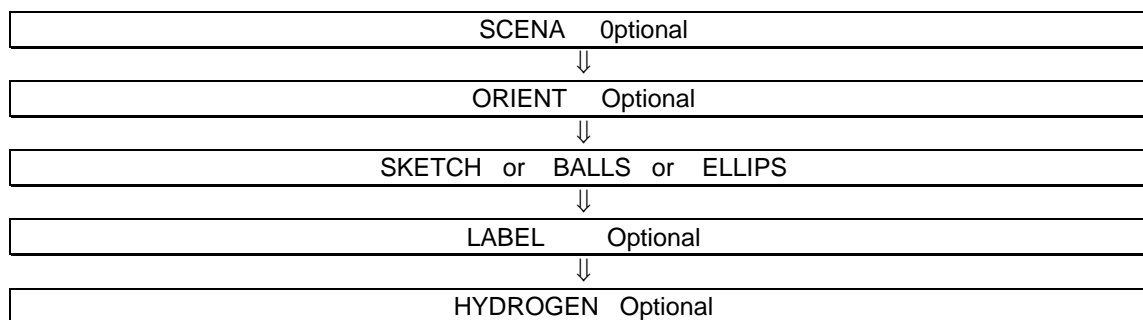 SCENA 0ptional
⇓
ORIENT Optional
⇓
SKETCH or BALLS or ELLIPS
⇓
LABEL Optional
⇓
HYDROGEN Optional